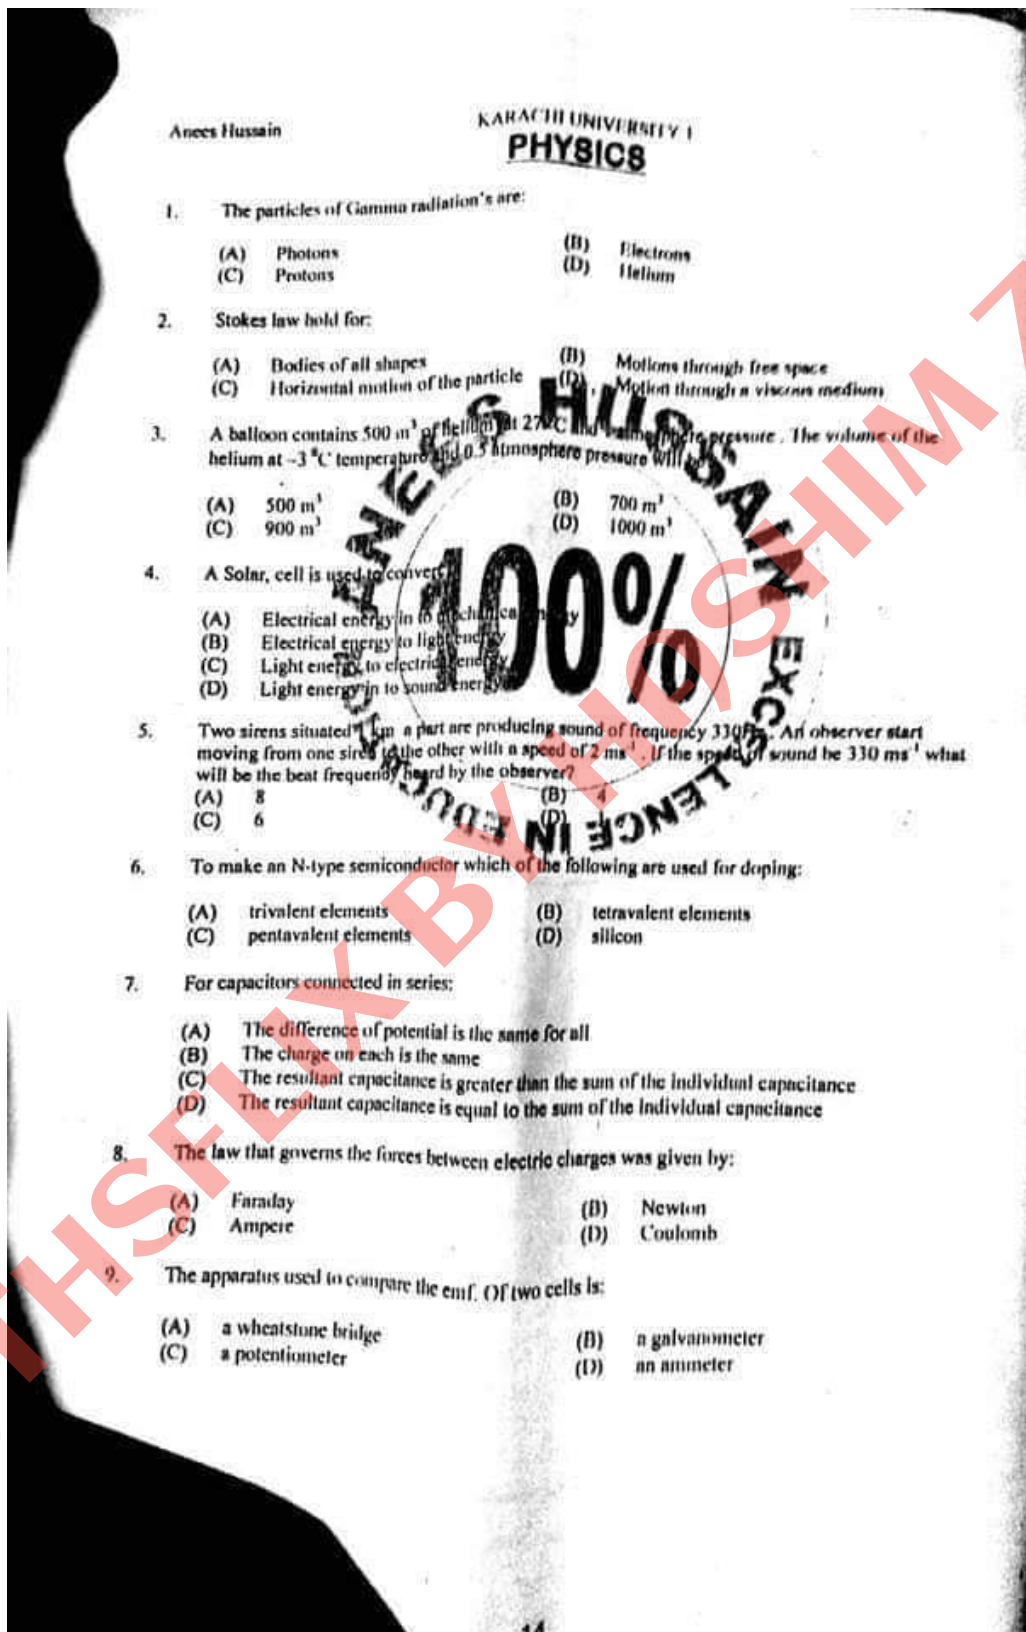 Anees Hussain
KARACHI UNIVERSITY I
PHYSICS
1. The particles of Gamma radiation's are:
(A) Photons (B) Electrons
(C) Protons (D) Helium
2. Stokes law hold for:
(A) Bodies of all shapes (B) Motions through free space
(C) Horizontal motion of the particle (D) Motion through a viscous medium
3. A balloon contains 500 m³ of helium at 27°C pressure . The volume of the
helium at –3 °C temperature and 0.5 atmosphere pressure will
(A) 500 m³ (B) 700 m³
(C) 900 m³ (D) 1000 m³
4. A Solar, cell is used to convert
(A) Electrical energy in to mechanical energy
(B) Electrical energy to light energy
(C) Light energy to electrical energy
(D) Light energy in to sound energy
5. Two sirens situated km a part are producing sound of frequency 330 . An observer start
moving from one siren to the other with a speed of 2 ms⁻¹ . If the speed of sound be 330 ms⁻¹ what
will be the beat frequency heard by the observer?
(A) 8 (B) 4
(C) 6 (D)
6. To make an N-type semiconductor which of the following are used for doping:
(A) trivalent elements (B) tetravalent elements
(C) pentavalent elements (D) silicon
7. For capacitors connected in series:
(A) The difference of potential is the same for all
(B) The charge on each is the same
(C) The resultant capacitance is greater than the sum of the individual capacitance
(D) The resultant capacitance is equal to the sum of the individual capacitance
8. The law that governs the forces between electric charges was given by:
(A) Faraday (B) Newton
(C) Ampere (D) Coulomb
9. The apparatus used to compare the emf. Of two cells is:
(A) a wheatstone bridge (B) a galvanometer
(C) a potentiometer (D) an ammeter
14
ANEES HUSSAIN
100%
EXCELLENCE IN EDUCATION
HSFLIX BY HOSHIM